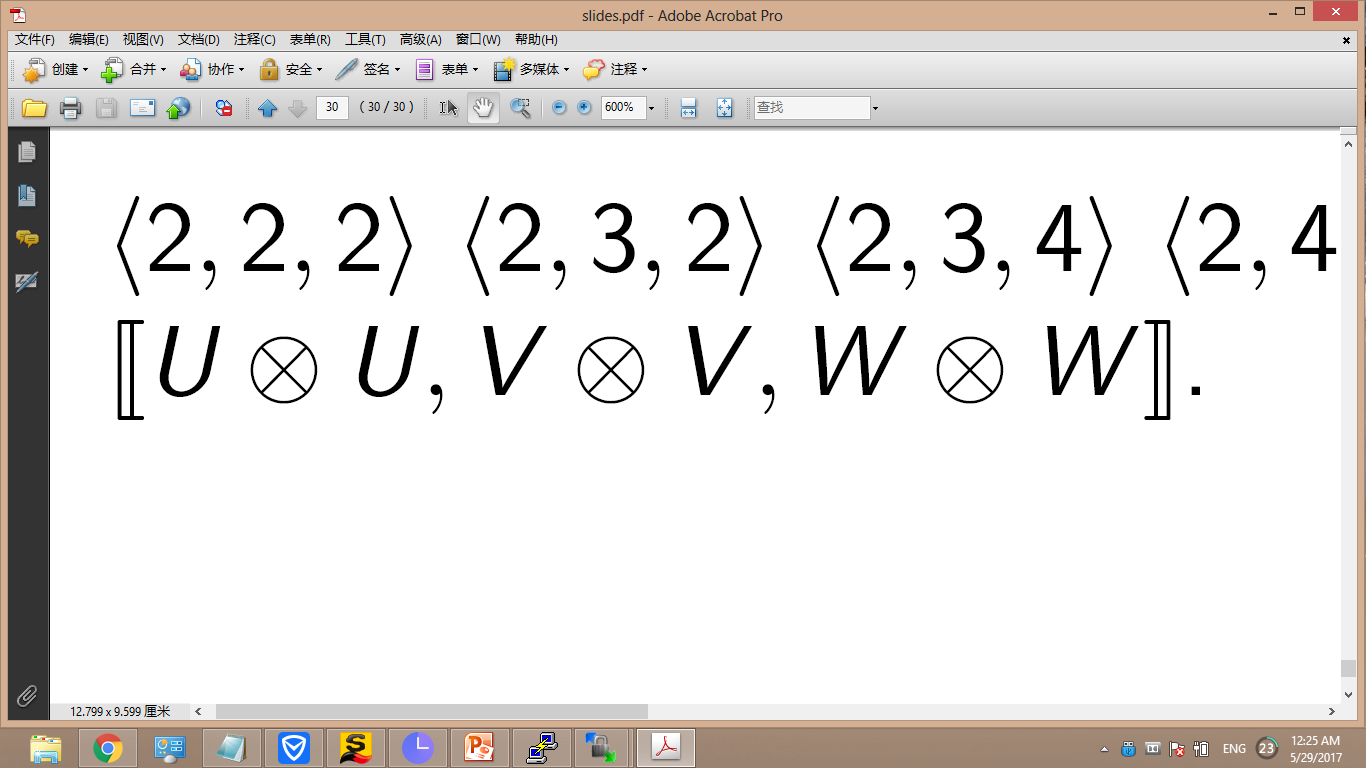 slides.pdf - Adobe Acrobat Pro
文件(F) 编辑(E) 视图(V) 文档(D) 注释(C) 表单(R) 工具(T) 高级(A) 窗口(W) 帮助(H)
创建 合并 协作 安全 签名 表单 多媒体 注释
30 ( 30 / 30 ) 600% 查找
⟨2, 2, 2⟩ ⟨2, 3, 2⟩ ⟨2, 3, 4⟩ ⟨2, 4
⟦U ⊗ U, V ⊗ V, W ⊗ W⟧.
12.799 x 9.599 厘米
ENG 23 12:25 AM
5/29/2017